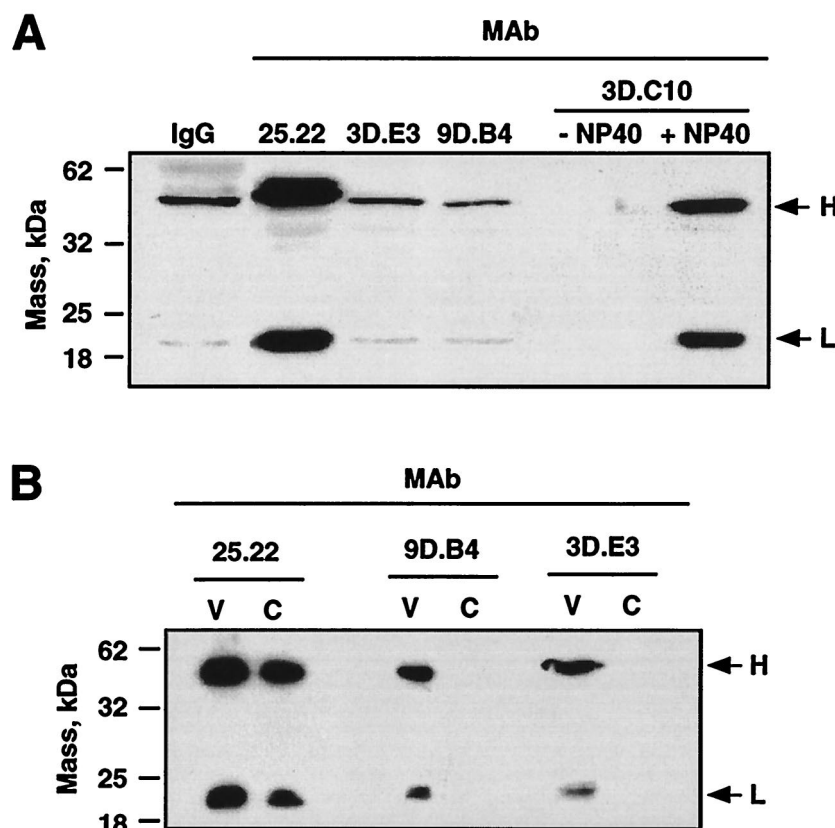 A
MAb
3D.C10
IgG 25.22 3D.E3 9D.B4 - NP40 + NP40
62
32
25
18
Mass, kDa
H
L
B
MAb
25.22 9D.B4 3D.E3
V C V C V C
62
32
25
18
Mass, kDa
H
L